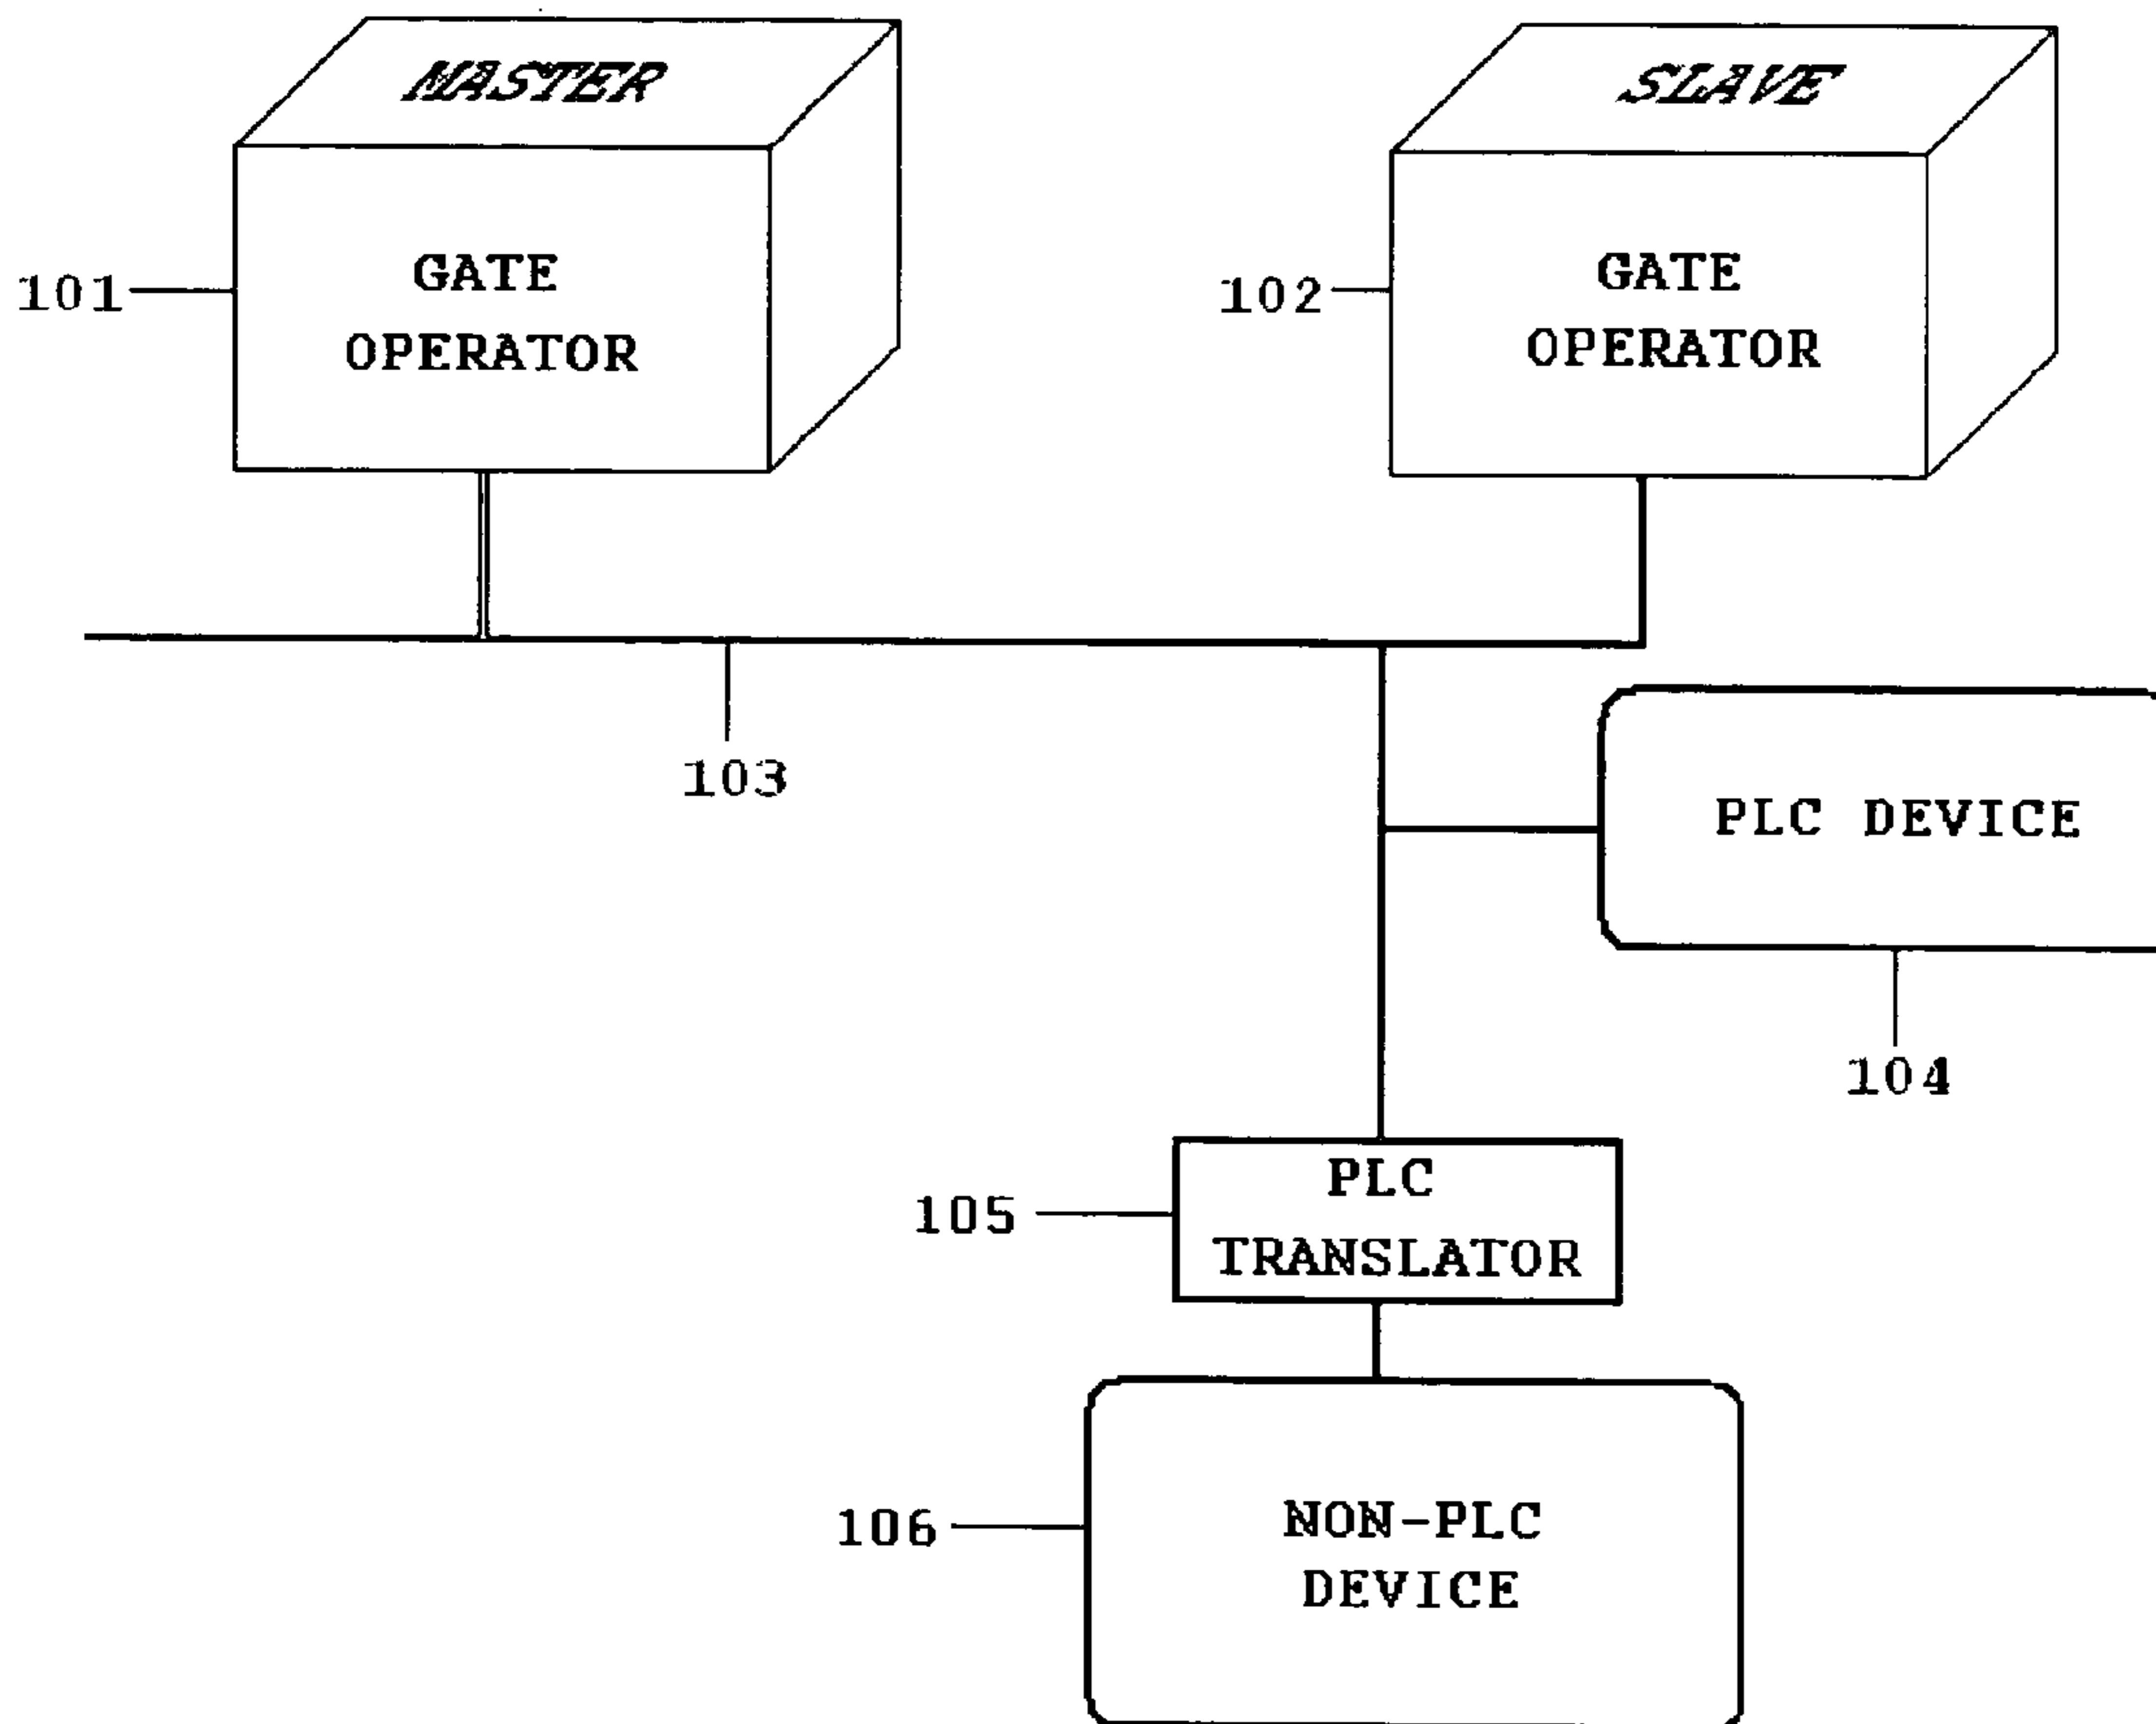 MASTER
SLAVE
GATE
OPERATOR
101
GATE
OPERATOR
102
103
PLC DEVICE
104
PLC
TRANSLATOR
105
NON-PLC
DEVICE
106